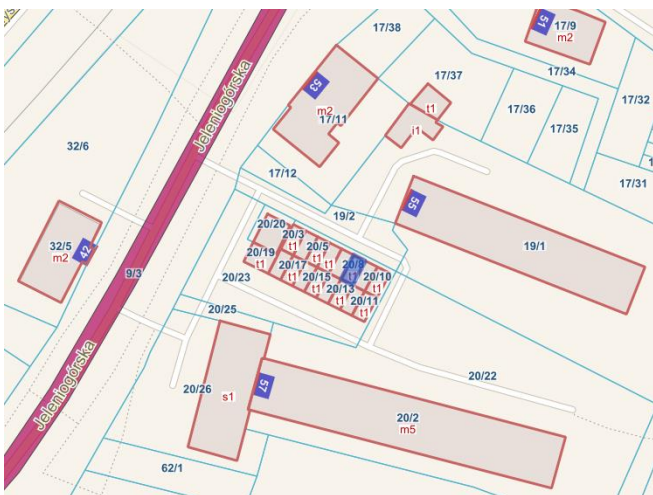 17/38
51
17/9
m2
17/34
17/37
17/32
53
m2
17/11
t1
i1
17/36
17/35
Jeleniogórska
32/6
17/12
17/31
55
19/2
32/5
m2
42
20/20
20/3
t1
20/5
t1
t1
19/1
20/19
t1
20/17
t1
20/8
t1
20/10
t1
9/3
20/23
20/15
t1
20/13
t1
20/11
t1
20/25
Jeleniogórska
20/22
57
20/26
s1
20/2
m5
62/1